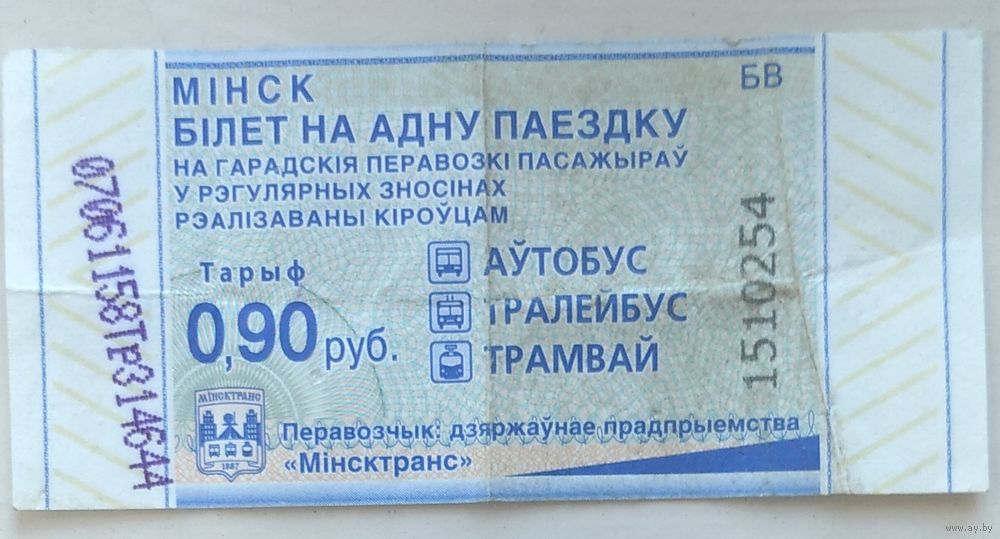 МІНСК
БВ
БІЛЕТ НА АДНУ ПАЕЗДКУ
НА ГАРАДСКІЯ ПЕРАВОЗКІ ПАСАЖЫРАЎ
У РЭГУЛЯРНЫХ ЗНОСІНАХ
РЭАЛІЗАВАНЫ КІРОЎЦАМ
Тарыф
0,90 руб.
АЎТОБУС
ТРАЛЕЙБУС
ТРАМВАЙ
1510254
МІНСКТРАНС
1887
Перавозчык: дзяржаўнае прадпрыемства
«Мінсктранс»
www.ay.by